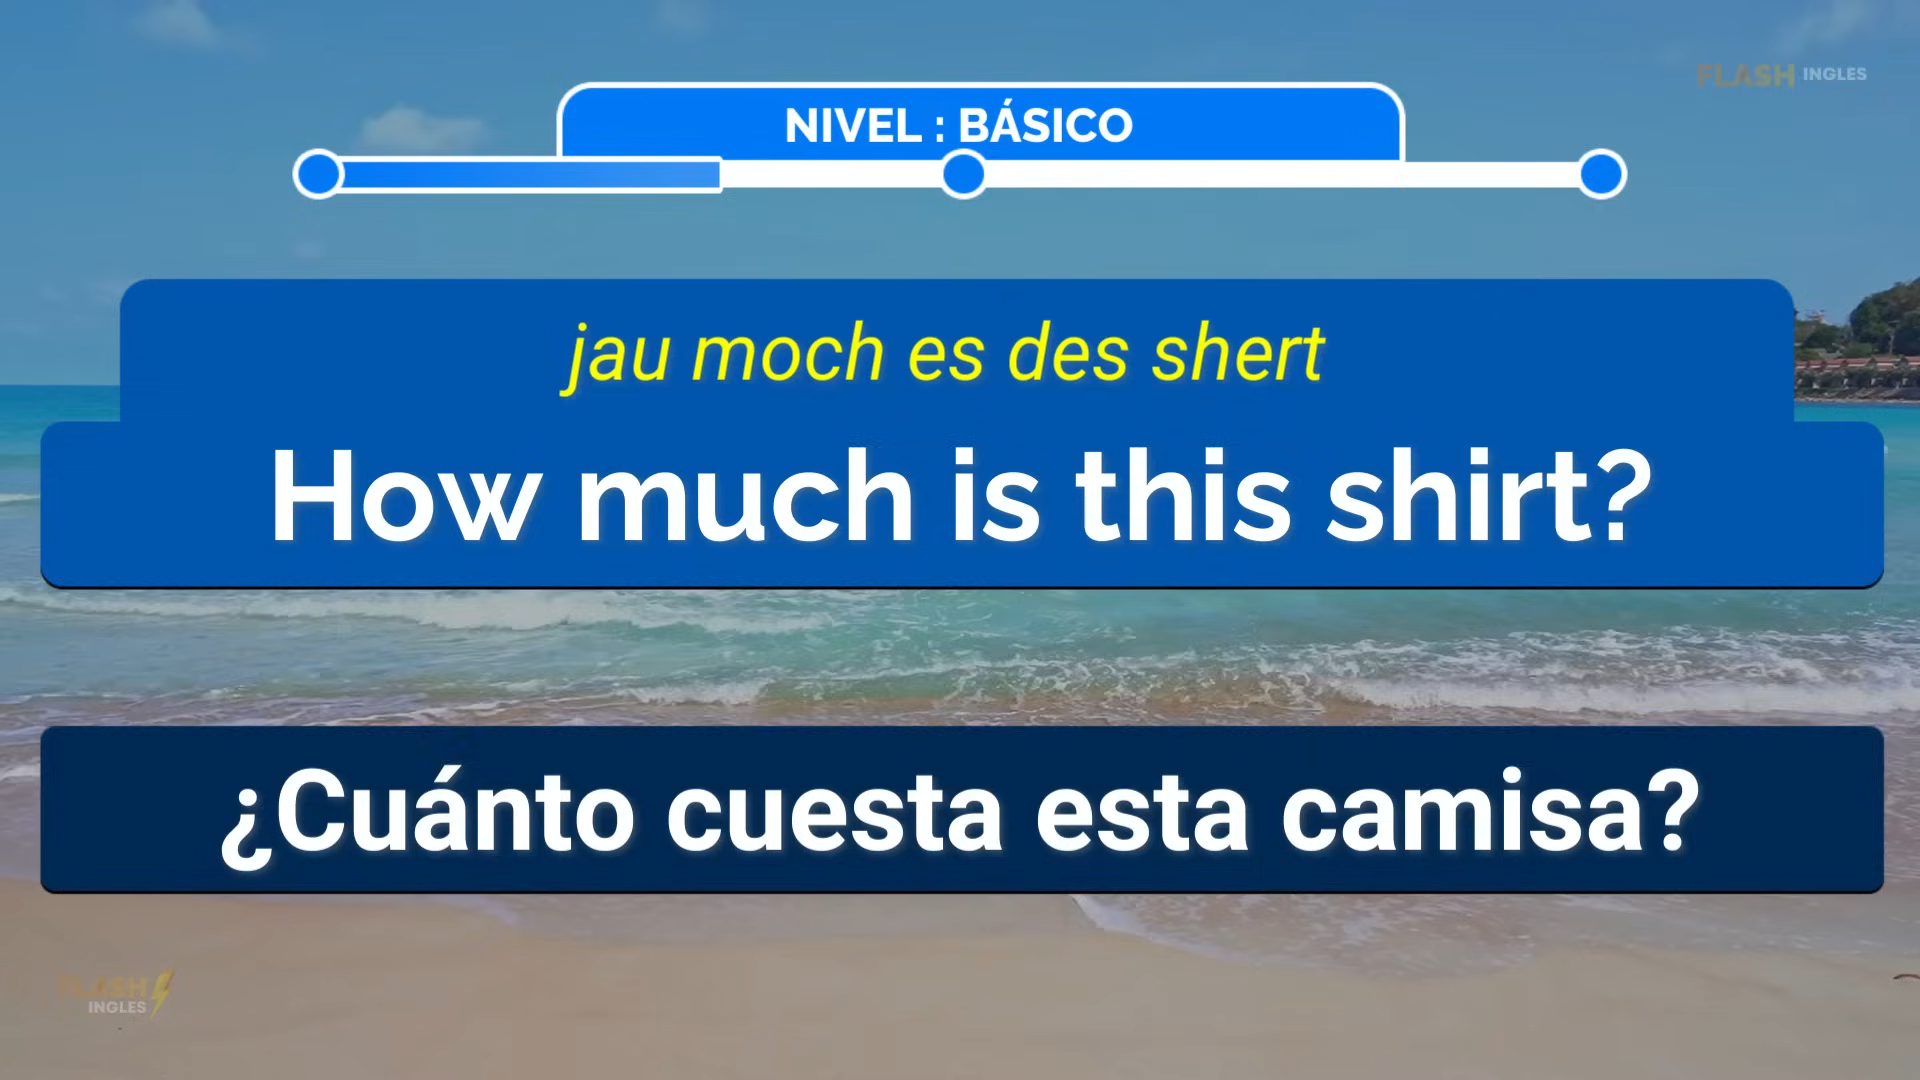 FLASH INGLES
NIVEL : BÁSICO
jau moch es des shert
How much is this shirt?
¿Cuánto cuesta esta camisa?
FLASH
INGLES